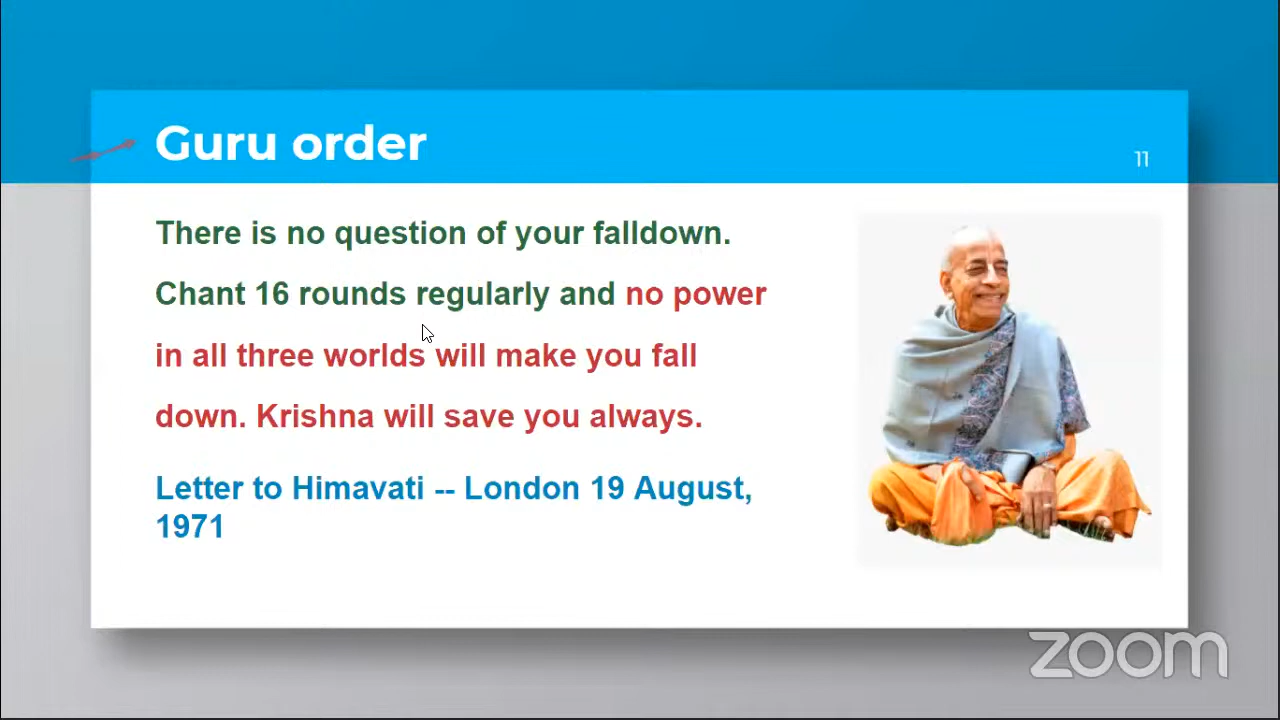 Guru order
11
There is no question of your falldown.
Chant 16 rounds regularly and no power
in all three worlds will make you fall
down. Krishna will save you always.
Letter to Himavati -- London 19 August,
1971
zoom